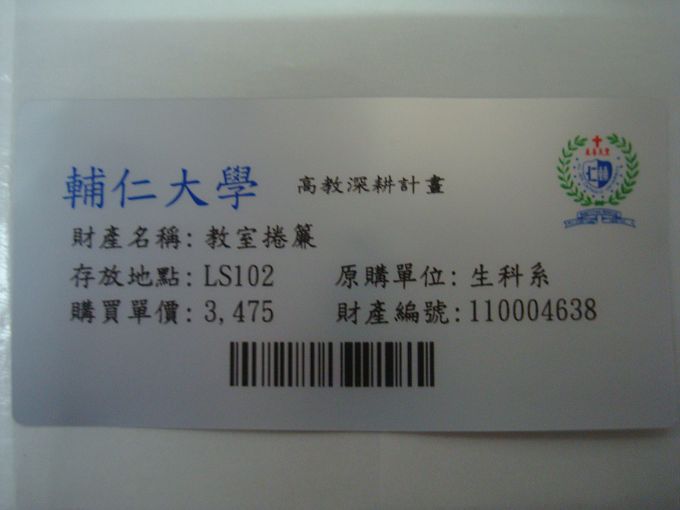 輔仁大學 高教深耕計畫
財產名稱: 教室捲簾
存放地點: LS102 原購單位: 生科系
購買單價: 3,475 財產編號: 110004638